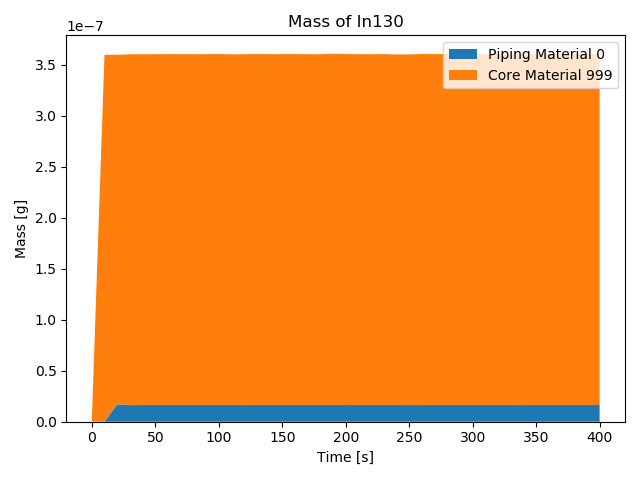 Mass of In130
1e−7
Piping Material 0
Core Material 999
3.5
3.0
2.5
2.0
1.5
1.0
0.5
0.0
Mass [g]
0 50 100 150 200 250 300 350 400
Time [s]